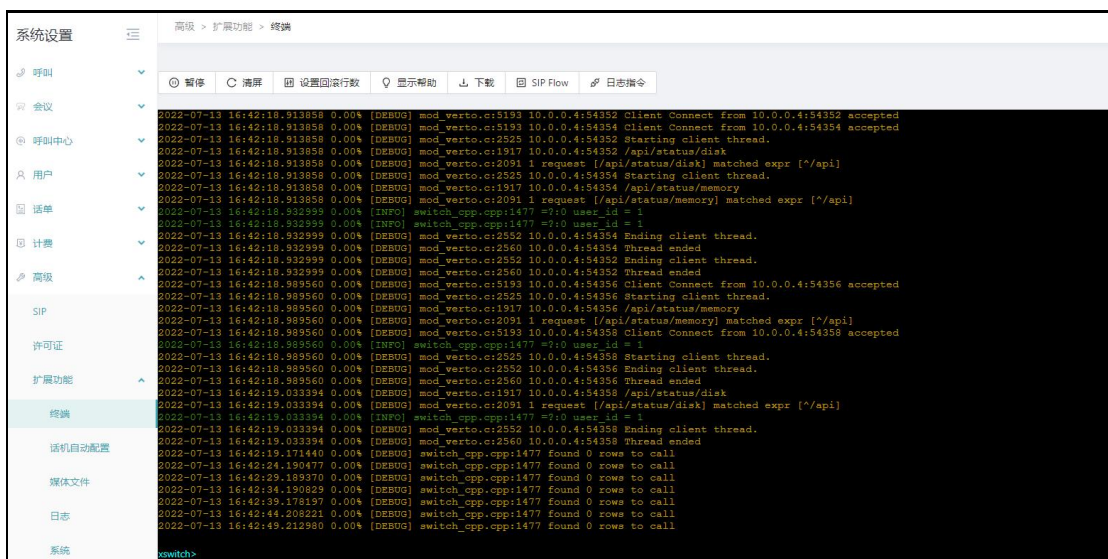 系统设置
高级 > 扩展功能 > 终端
呼叫
会议
呼叫中心
用户
话单
计费
高级
SIP
许可证
扩展功能
终端
话机自动配置
媒体文件
日志
系统
暂停 清屏 设置回滚行数 显示帮助 下载 SIP Flow 日志指令
2022-07-13 16:42:18.913858 0.00% [DEBUG] mod_verto.c:5193 10.0.0.4:54352 Client Connect from 10.0.0.4:54352 accepted
2022-07-13 16:42:18.913858 0.00% [DEBUG] mod_verto.c:5193 10.0.0.4:54354 Client Connect from 10.0.0.4:54354 accepted
2022-07-13 16:42:18.913858 0.00% [DEBUG] mod_verto.c:2525 10.0.0.4:54352 Starting client thread.
2022-07-13 16:42:18.913858 0.00% [DEBUG] mod_verto.c:1917 10.0.0.4:54352 /api/status/disk
2022-07-13 16:42:18.913858 0.00% [DEBUG] mod_verto.c:2091 1 request [/api/status/disk] matched expr [^/api]
2022-07-13 16:42:18.913858 0.00% [DEBUG] mod_verto.c:2525 10.0.0.4:54354 Starting client thread.
2022-07-13 16:42:18.913858 0.00% [DEBUG] mod_verto.c:1917 10.0.0.4:54354 /api/status/memory
2022-07-13 16:42:18.913858 0.00% [DEBUG] mod_verto.c:2091 1 request [/api/status/memory] matched expr [^/api]
2022-07-13 16:42:18.932999 0.00% [INFO] switch_cpp.cpp:1477 =?:0 user_id = 1
2022-07-13 16:42:18.932999 0.00% [INFO] switch_cpp.cpp:1477 =?:0 user_id = 1
2022-07-13 16:42:18.932999 0.00% [DEBUG] mod_verto.c:2552 10.0.0.4:54354 Ending client thread.
2022-07-13 16:42:18.932999 0.00% [DEBUG] mod_verto.c:2560 10.0.0.4:54354 Thread ended
2022-07-13 16:42:18.932999 0.00% [DEBUG] mod_verto.c:2552 10.0.0.4:54352 Ending client thread.
2022-07-13 16:42:18.932999 0.00% [DEBUG] mod_verto.c:2560 10.0.0.4:54352 Thread ended
2022-07-13 16:42:18.989560 0.00% [DEBUG] mod_verto.c:5193 10.0.0.4:54356 Client Connect from 10.0.0.4:54356 accepted
2022-07-13 16:42:18.989560 0.00% [DEBUG] mod_verto.c:2525 10.0.0.4:54356 Starting client thread.
2022-07-13 16:42:18.989560 0.00% [DEBUG] mod_verto.c:1917 10.0.0.4:54356 /api/status/memory
2022-07-13 16:42:18.989560 0.00% [DEBUG] mod_verto.c:2091 1 request [/api/status/memory] matched expr [^/api]
2022-07-13 16:42:18.989560 0.00% [DEBUG] mod_verto.c:5193 10.0.0.4:54358 Client Connect from 10.0.0.4:54358 accepted
2022-07-13 16:42:18.989560 0.00% [INFO] switch_cpp.cpp:1477 =?:0 user_id = 1
2022-07-13 16:42:18.989560 0.00% [DEBUG] mod_verto.c:2525 10.0.0.4:54358 Starting client thread.
2022-07-13 16:42:18.989560 0.00% [DEBUG] mod_verto.c:2552 10.0.0.4:54356 Ending client thread.
2022-07-13 16:42:18.989560 0.00% [DEBUG] mod_verto.c:2560 10.0.0.4:54356 Thread ended
2022-07-13 16:42:19.033394 0.00% [DEBUG] mod_verto.c:1917 10.0.0.4:54358 /api/status/disk
2022-07-13 16:42:19.033394 0.00% [DEBUG] mod_verto.c:2091 1 request [/api/status/disk] matched expr [^/api]
2022-07-13 16:42:19.033394 0.00% [INFO] switch_cpp.cpp:1477 =?:0 user_id = 1
2022-07-13 16:42:19.033394 0.00% [DEBUG] mod_verto.c:2552 10.0.0.4:54358 Ending client thread.
2022-07-13 16:42:19.033394 0.00% [DEBUG] mod_verto.c:2560 10.0.0.4:54358 Thread ended
2022-07-13 16:42:19.171440 0.00% [DEBUG] switch_cpp.cpp:1477 found 0 rows to call
2022-07-13 16:42:24.190477 0.00% [DEBUG] switch_cpp.cpp:1477 found 0 rows to call
2022-07-13 16:42:29.189370 0.00% [DEBUG] switch_cpp.cpp:1477 found 0 rows to call
2022-07-13 16:42:34.190829 0.00% [DEBUG] switch_cpp.cpp:1477 found 0 rows to call
2022-07-13 16:42:39.178197 0.00% [DEBUG] switch_cpp.cpp:1477 found 0 rows to call
2022-07-13 16:42:44.208221 0.00% [DEBUG] switch_cpp.cpp:1477 found 0 rows to call
2022-07-13 16:42:49.212980 0.00% [DEBUG] switch_cpp.cpp:1477 found 0 rows to call
xswitch>